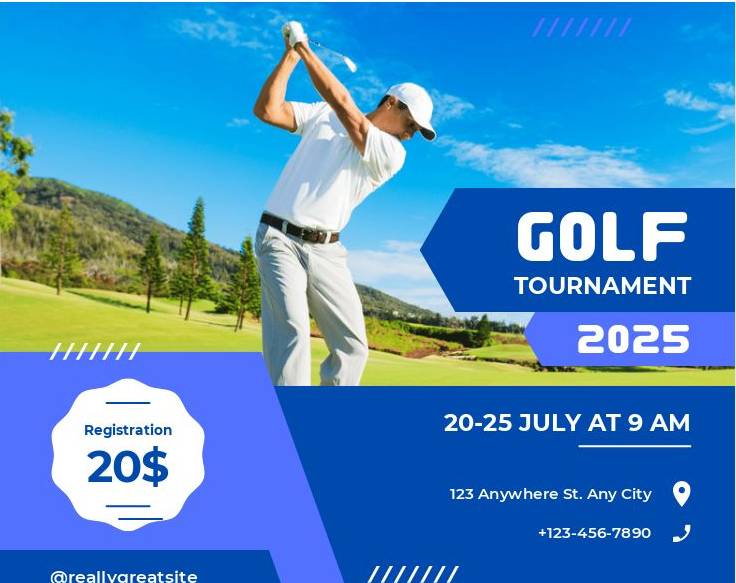 GOLF
TOURNAMENT
2025
Registration
20$
20-25 JULY AT 9 AM
123 Anywhere St. Any City
+123-456-7890
@reallygreatsite